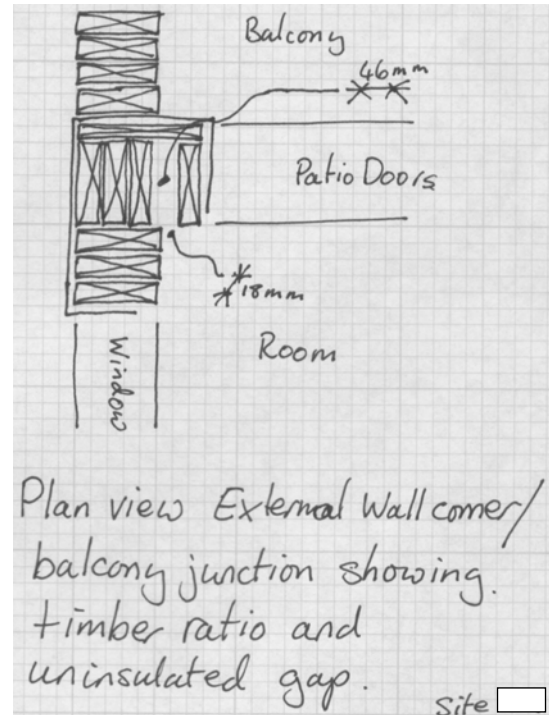 Balcony
46mm
Patio Doors
18mm
Room
Window
Plan view External Wall corner/
balcony junction showing.
timber ratio and
uninsulated gap.
Site